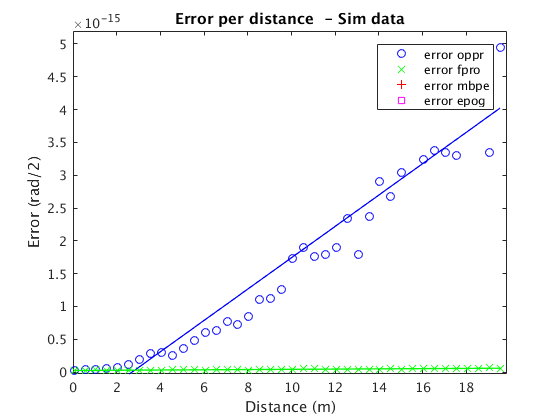 ×10⁻¹⁵
Error per distance - Sim data
5
4.5
4
3.5
3
2.5
2
1.5
1
0.5
0
Error (rad/2)
error oppr
error fpro
error mbpe
error epog
0 2 4 6 8 10 12 14 16 18
Distance (m)